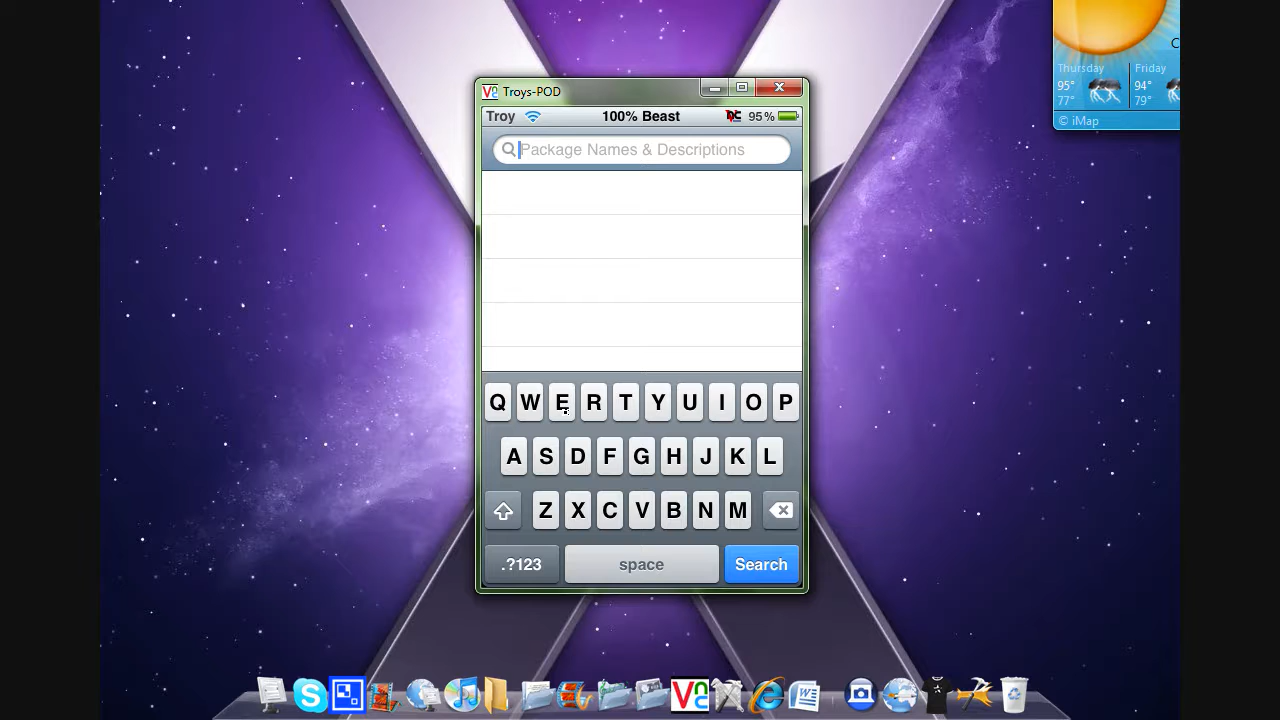 Troys-POD
Troy 100% Beast 95%
Package Names & Descriptions
Q W E R T Y U I O P
A S D F G H J K L
Z X C V B N M
.?123 space Search
C
Thursday Friday
95° 94°
77° 79°
© iMap